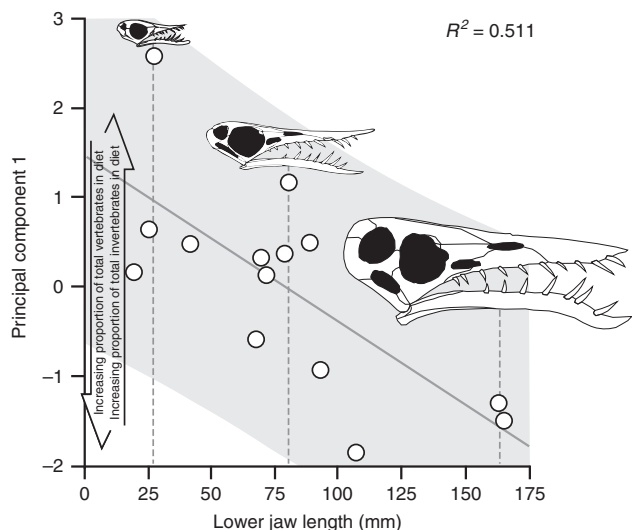 R² = 0.511
Principal component 1
3
2
1
0
–1
–2
Increasing proportion of total vertebrates in diet
Increasing proportion of total invertebrates in diet
0 25 50 75 100 125 150 175
Lower jaw length (mm)